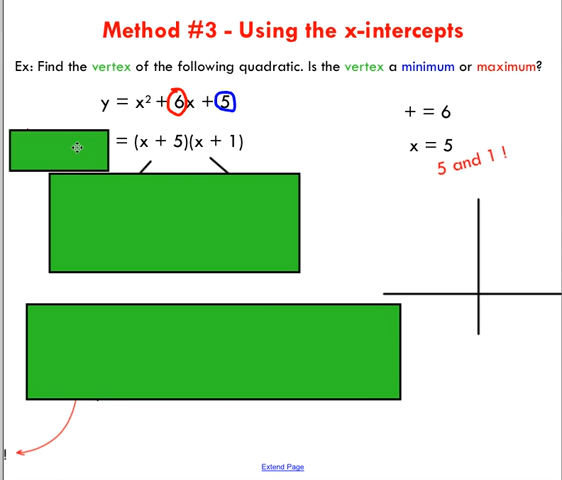 Method #3 - Using the x-intercepts
Ex: Find the vertex of the following quadratic. Is the vertex a minimum or maximum?
y = x² + 6x + 5
+ = 6
= (x + 5)(x + 1)
x = 5
5 and 1 !
!
Extend Page